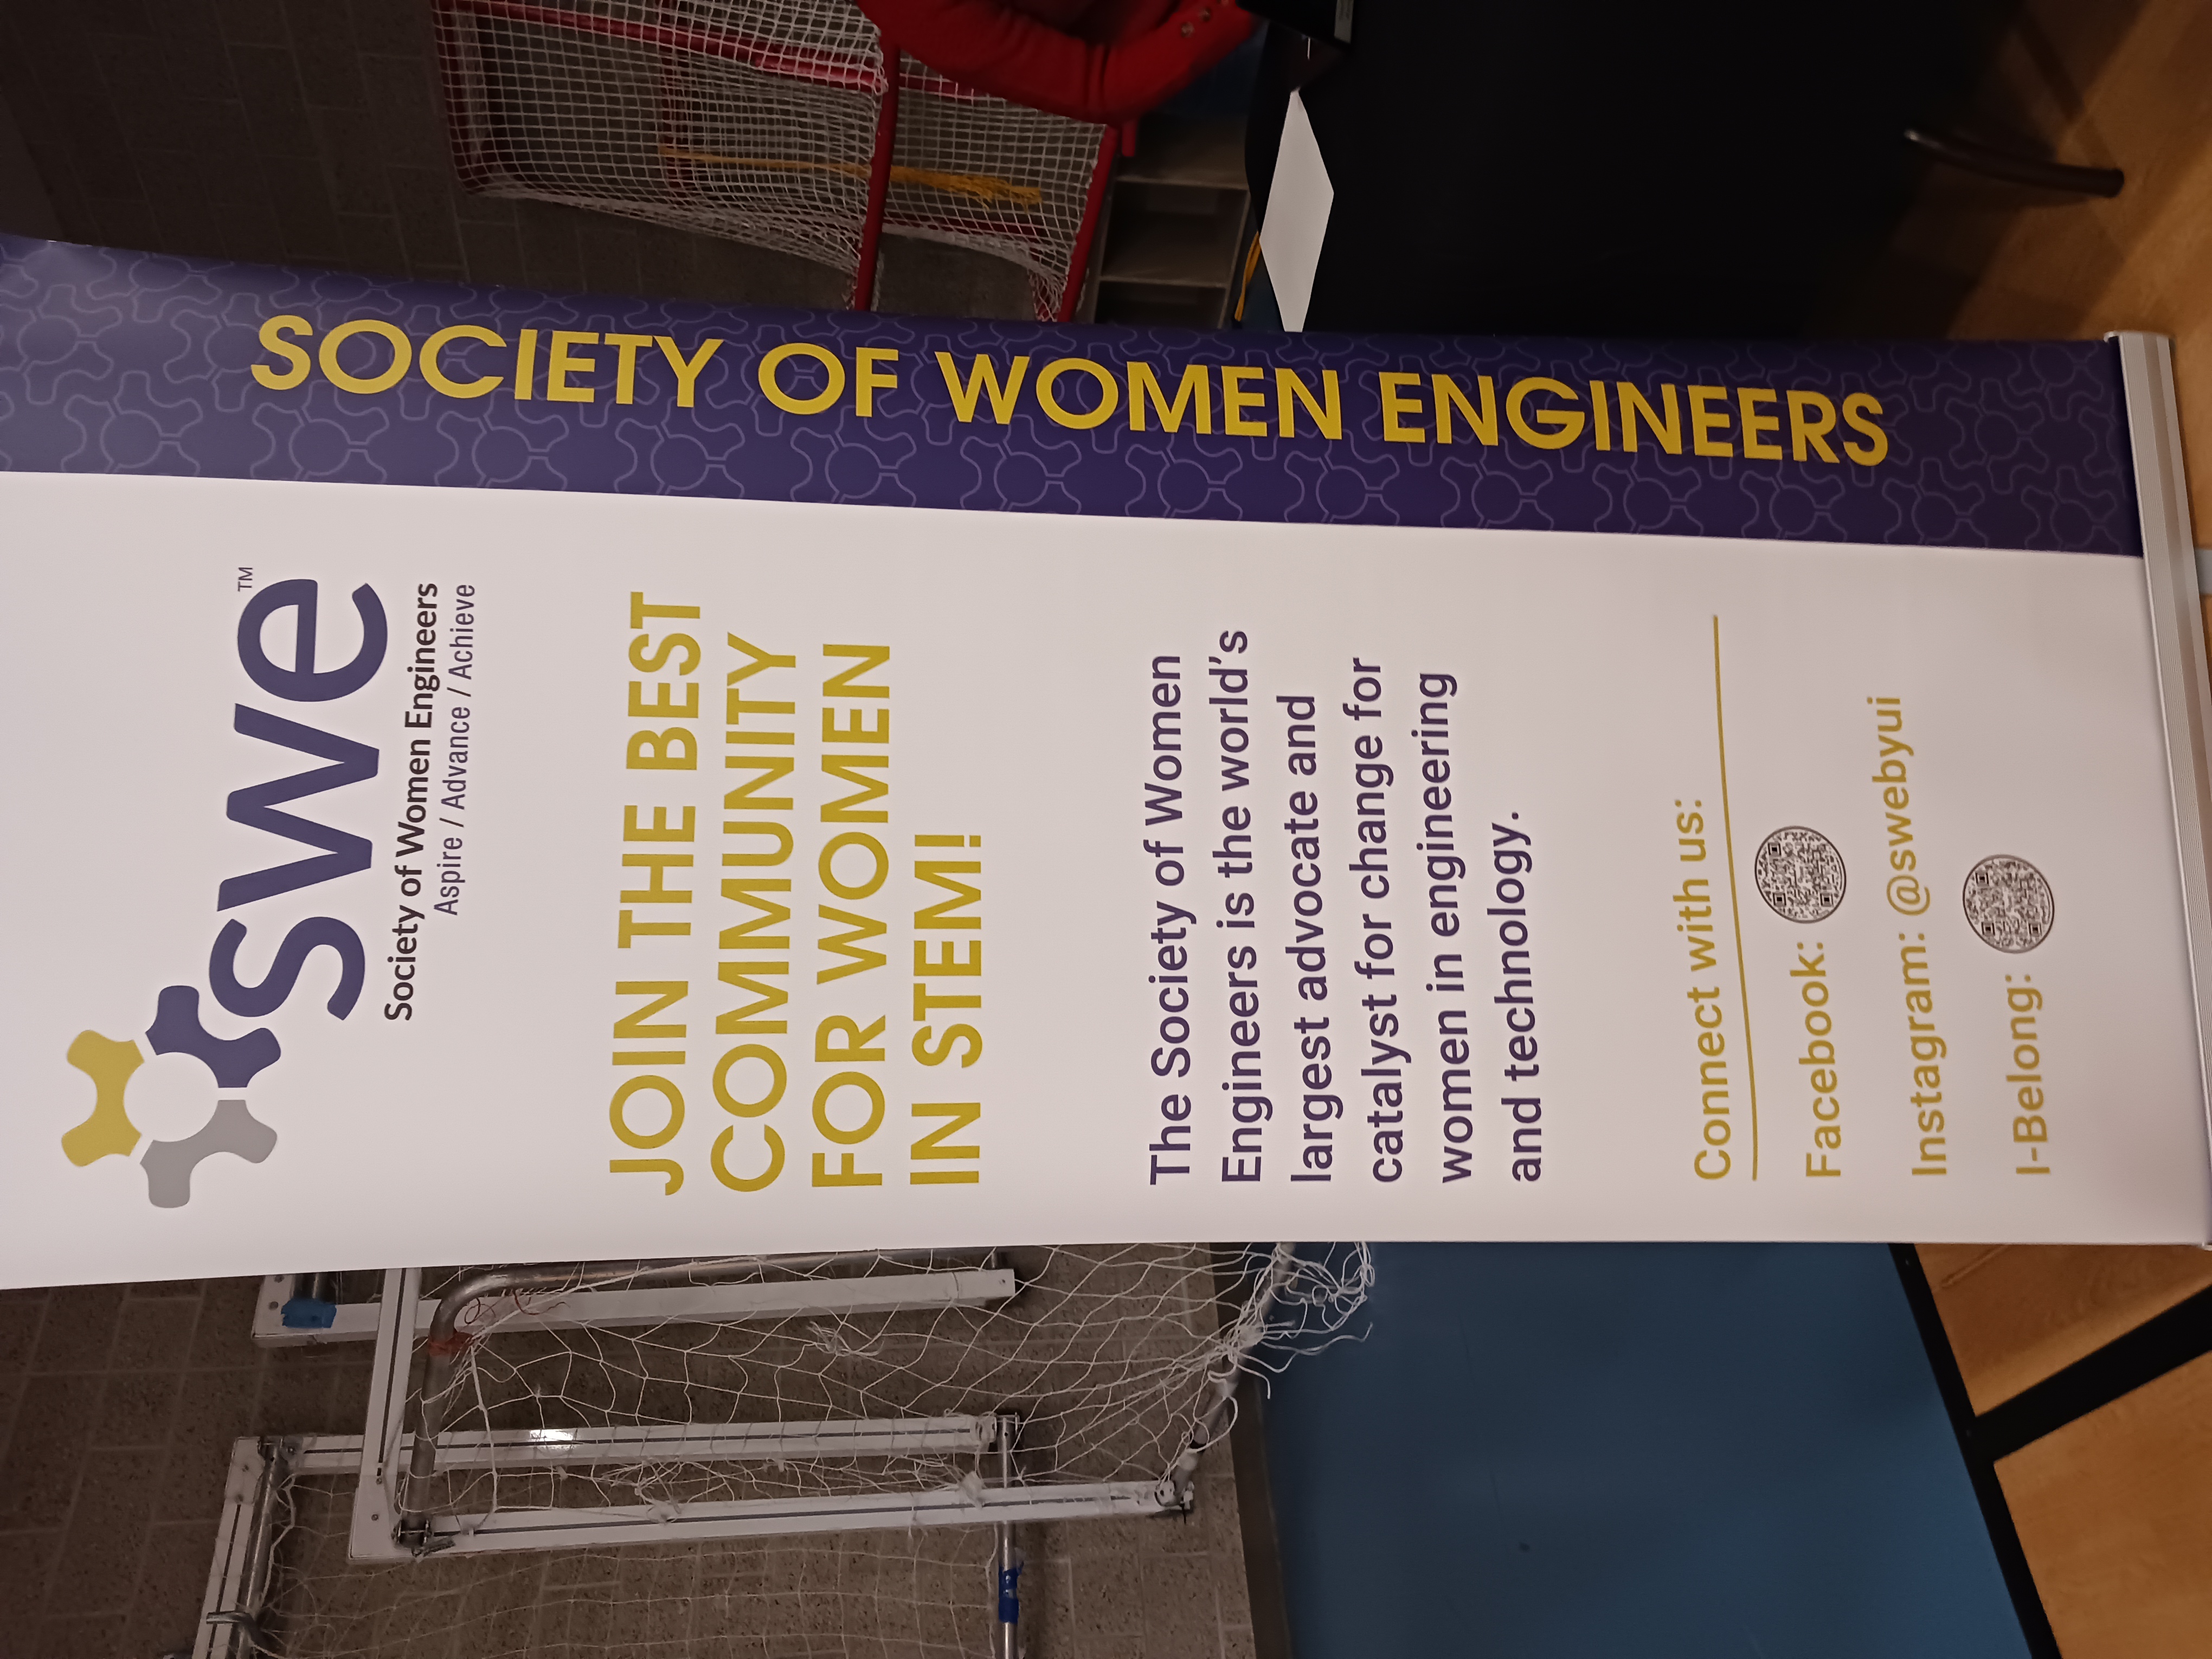 swe™
Society of Women Engineers
Aspire / Advance / Achieve
JOIN THE BEST
COMMUNITY
FOR WOMEN
IN STEM!
The Society of Women
Engineers is the world's
largest advocate and
catalyst for change for
women in engineering
and technology.
Connect with us:
Facebook:
Instagram: @swebyui
I-Belong:
SOCIETY OF WOMEN ENGINEERS